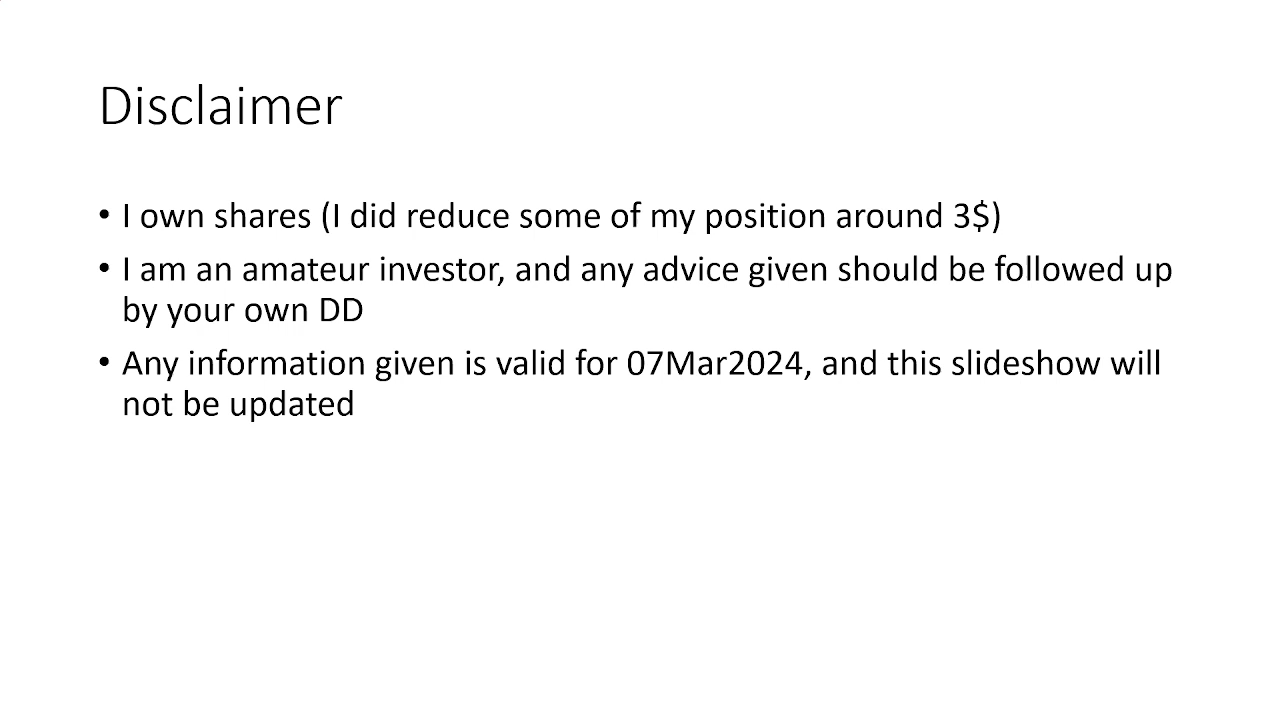 Disclaimer
• I own shares (I did reduce some of my position around 3$)
• I am an amateur investor, and any advice given should be followed up
by your own DD
• Any information given is valid for 07Mar2024, and this slideshow will
not be updated